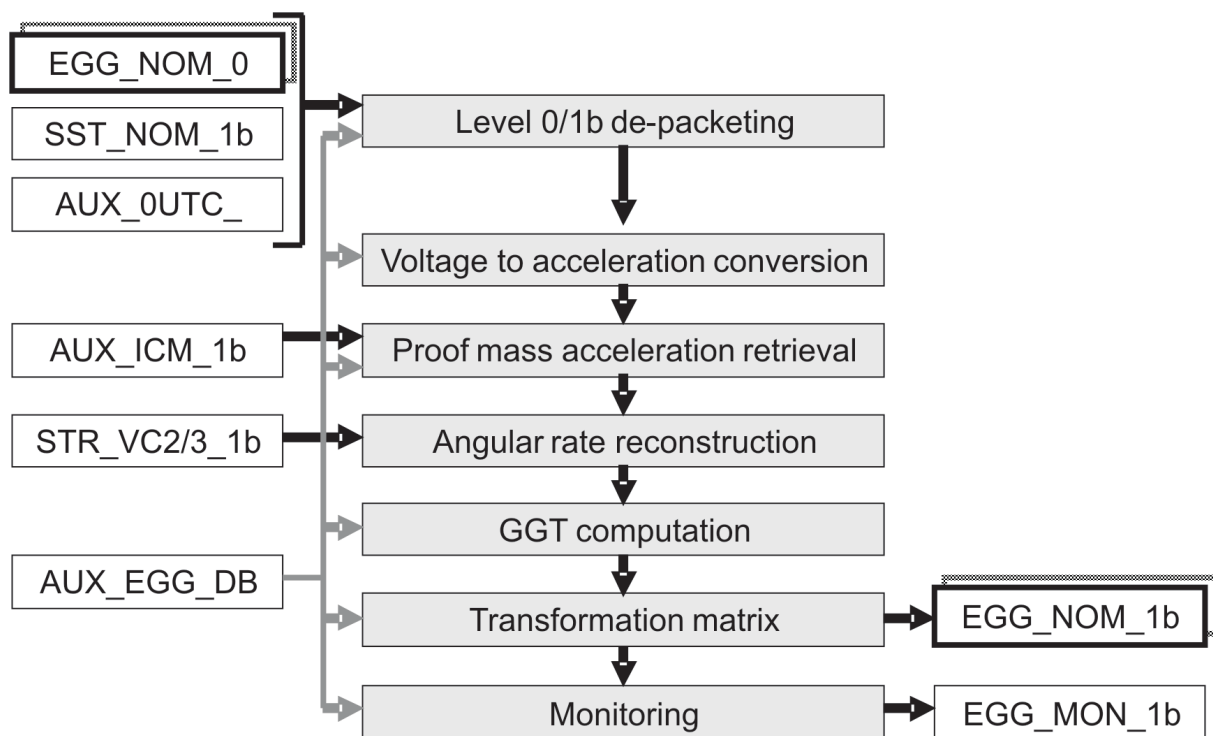 EGG_NOM_0
SST_NOM_1b
AUX_0UTC_
Level 0/1b de-packeting
Voltage to acceleration conversion
AUX_ICM_1b
Proof mass acceleration retrieval
STR_VC2/3_1b
Angular rate reconstruction
GGT computation
AUX_EGG_DB
Transformation matrix
EGG_NOM_1b
Monitoring
EGG_MON_1b